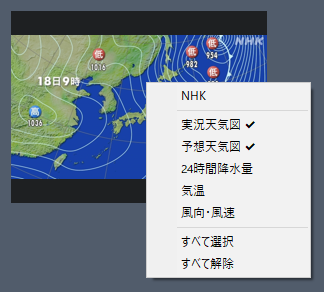 NHK
低
1016
低
982
低
954
低
18日9時
高
1036
NHK
実況天気図 ✔
予想天気図 ✔
24時間降水量
気温
風向・風速
すべて選択
すべて解除